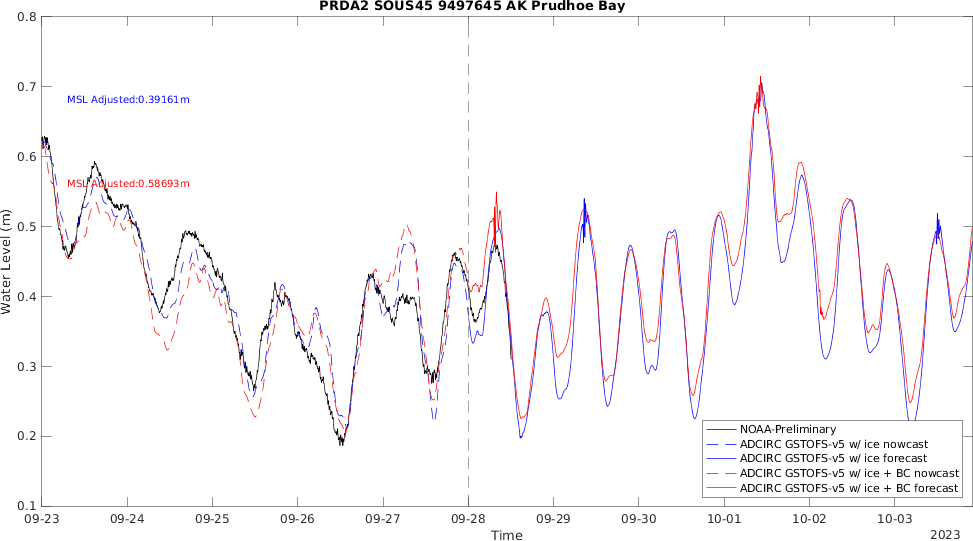 PRDA2 SOUS45 9497645 AK Prudhoe Bay
0.8
0.7
0.6
0.5
0.4
0.3
0.2
0.1
Water Level (m)
MSL Adjusted:0.39161m
MSL Adjusted:0.58693m
NOAA-Preliminary
ADCIRC GSTOFS-v5 w/ ice nowcast
ADCIRC GSTOFS-v5 w/ ice forecast
ADCIRC GSTOFS-v5 w/ ice + BC nowcast
ADCIRC GSTOFS-v5 w/ ice + BC forecast
09-23 09-24 09-25 09-26 09-27 09-28 09-29 09-30 10-01 10-02 10-03
Time
2023